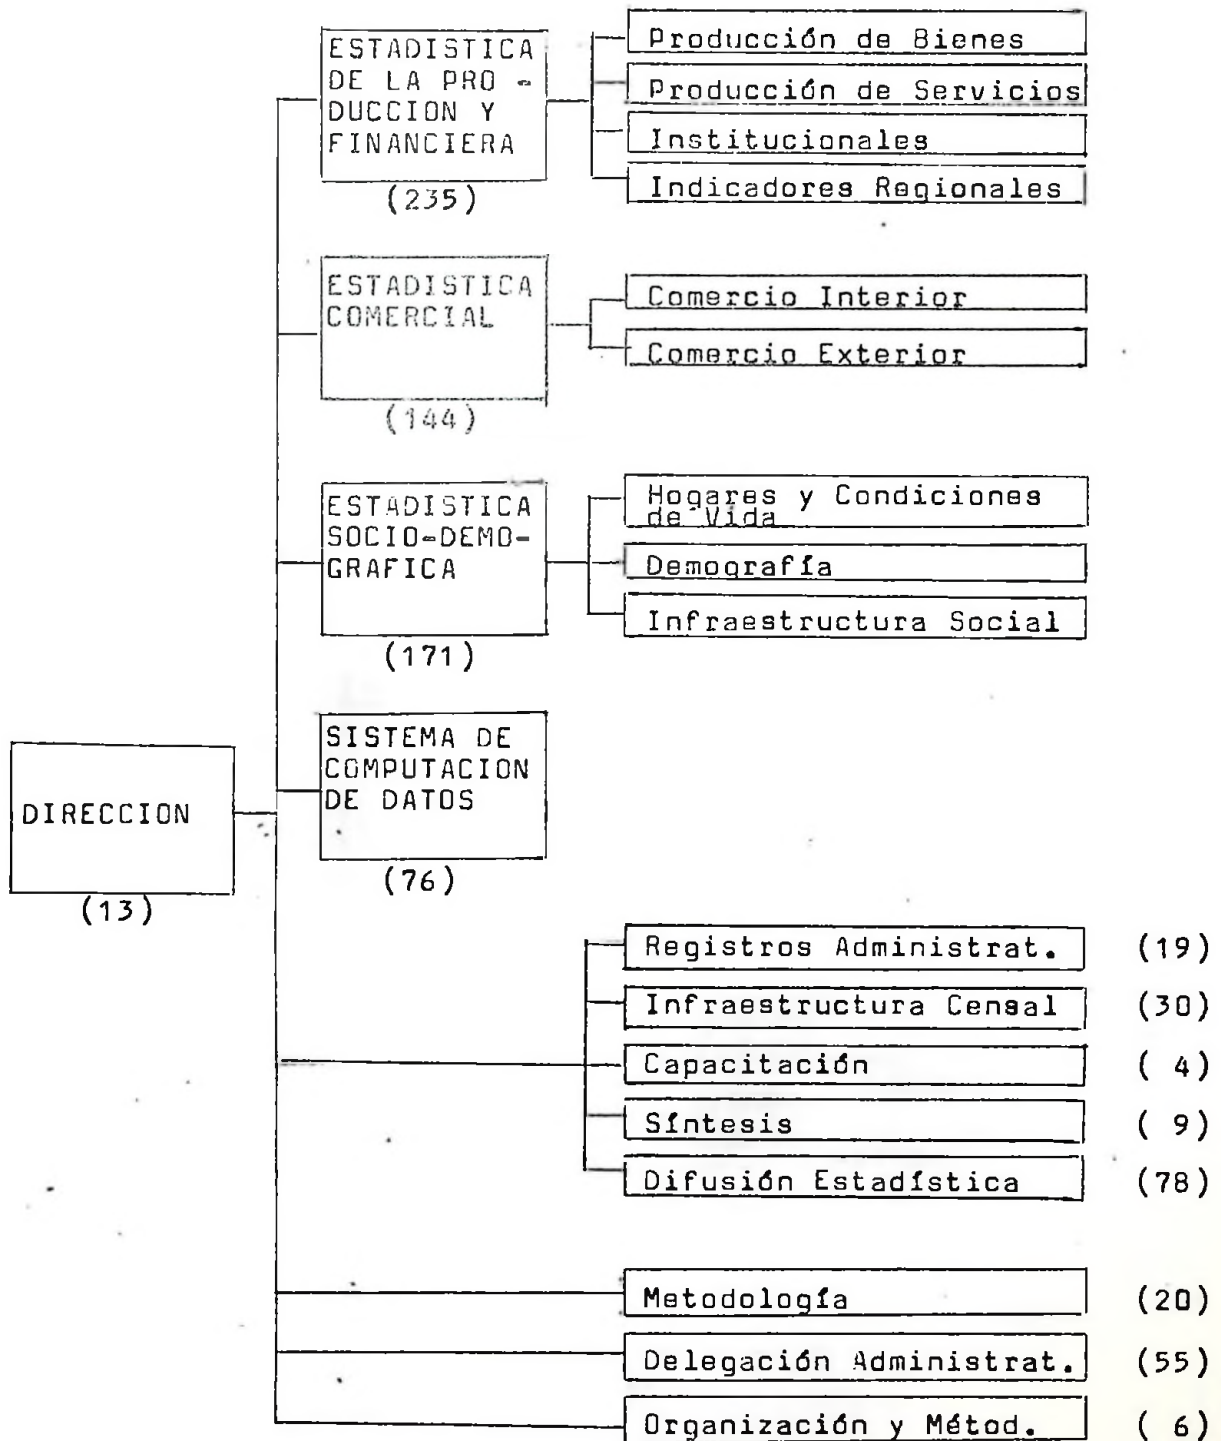 ESTADISTICA
DE LA PRO -
DUCCION Y
FINANCIERA
(235)
Producción de Bienes
Producción de Servicios
Institucionales
Indicadores Regionales
ESTADISTICA
COMERCIAL
(144)
Comercio Interior
Comercio Exterior
ESTADISTICA
SOCIO-DEMO-
GRAFICA
(171)
Hogares y Condiciones
de Vida
Demografía
Infraestructura Social
SISTEMA DE
COMPUTACION
DE DATOS
(76)
DIRECCION
(13)
Registros Administrat. (19)
Infraestructura Censal (30)
Capacitación ( 4)
Síntesis ( 9)
Difusión Estadística (78)
Metodología (20)
Delegación Administrat. (55)
Organización y Métod. ( 6)